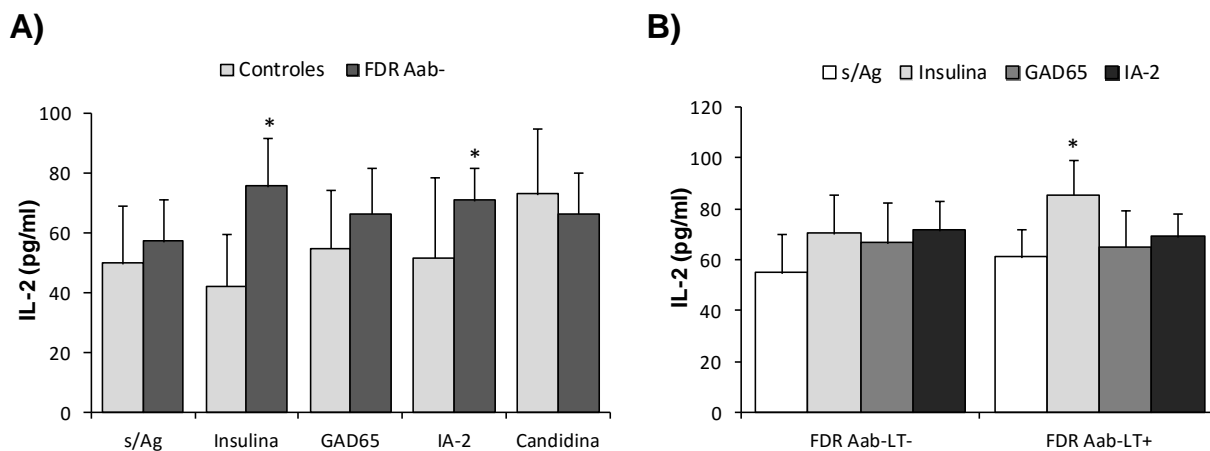 A)
Controles FDR Aab-
IL-2 (pg/ml)
100
80
60
40
20
0
* *
s/Ag Insulina GAD65 IA-2 Candidina
B)
s/Ag Insulina GAD65 IA-2
IL-2 (pg/ml)
120
100
80
60
40
20
0
*
FDR Aab-LT- FDR Aab-LT+